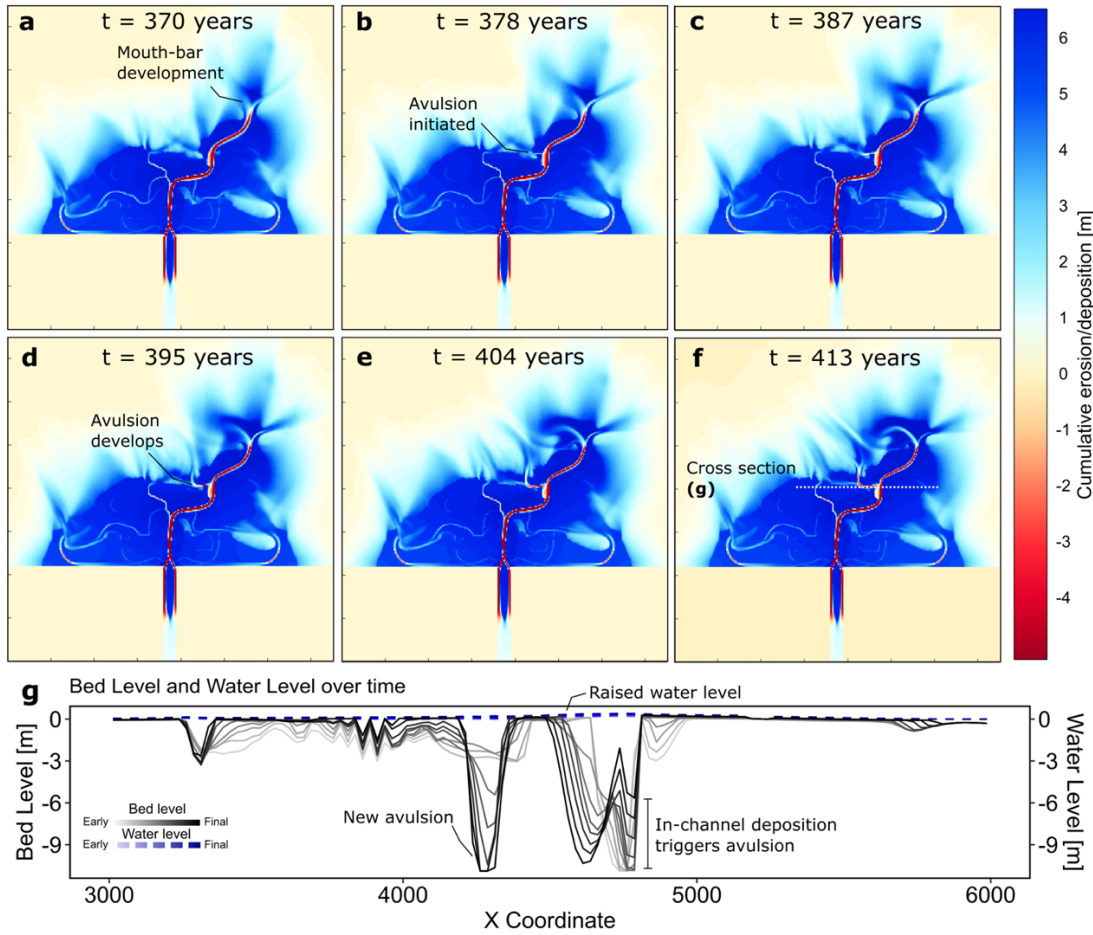 a
t = 370 years
Mouth-bar
development
b
t = 378 years
Avulsion
initiated
c
t = 387 years
d
t = 395 years
Avulsion
develops
e
t = 404 years
f
t = 413 years
Cross section
(g)
6
5
4
3
2
1
0
-1
-2
-3
-4
Cumulative erosion/deposition [m]
g
Bed Level and Water Level over time
Raised water level
0
-3
-6
-9
Bed Level [m]
Bed level
Early
Final
Water level
Early
Final
New avulsion
In-channel deposition
triggers avulsion
0
-3
-6
-9
Water Level [m]
3000
4000
5000
6000
X Coordinate